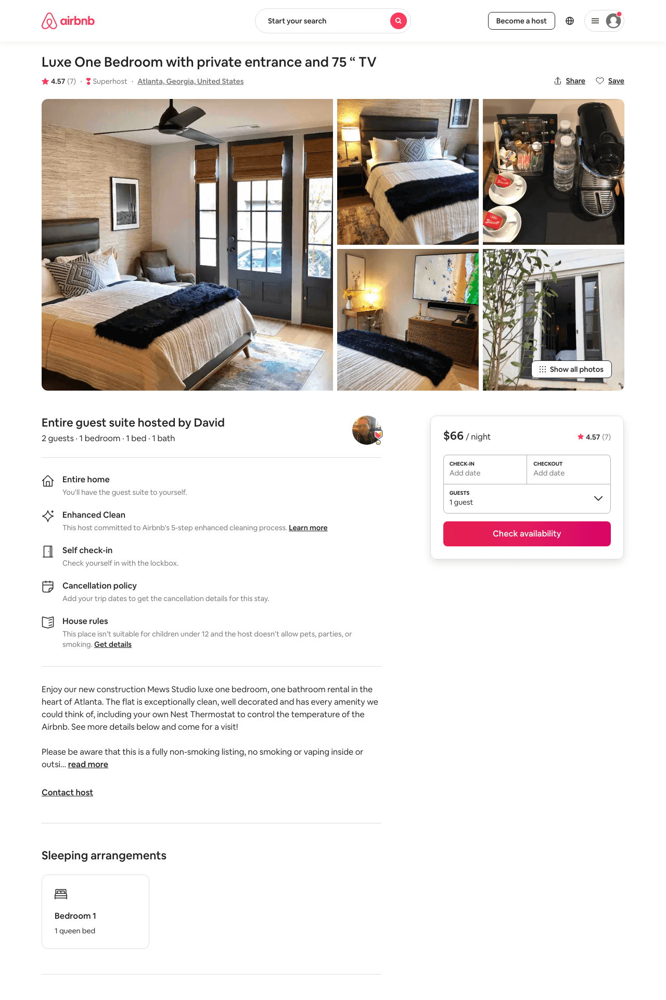 airbnb
Start your search
Become a host
Luxe One Bedroom with private entrance and 75 “ TV
4.57 (7) · Superhost · Atlanta, Georgia, United States
Share
Save
Biscoff
Biscoff
Show all photos
Entire guest suite hosted by David
2 guests · 1 bedroom · 1 bed · 1 bath
Entire home
You’ll have the guest suite to yourself.
Enhanced Clean
This host committed to Airbnb's 5-step enhanced cleaning process. Learn more
Self check-in
Check yourself in with the lockbox.
Cancellation policy
Add your trip dates to get the cancellation details for this stay.
House rules
This place isn’t suitable for children under 12 and the host doesn’t allow pets, parties, or
smoking. Get details
Enjoy our new construction Mews Studio luxe one bedroom, one bathroom rental in the
heart of Atlanta. The flat is exceptionally clean, well decorated and has every amenity we
could think of, including your own Nest Thermostat to control the temperature of the
Airbnb. See more details below and come for a visit!
Please be aware that this is a fully non-smoking listing, no smoking or vaping inside or
outsi... read more
Contact host
Sleeping arrangements
Bedroom 1
1 queen bed
$66 / night
4.57 (7)
CHECK-IN
Add date
CHECKOUT
Add date
GUESTS
1 guest
Check availability